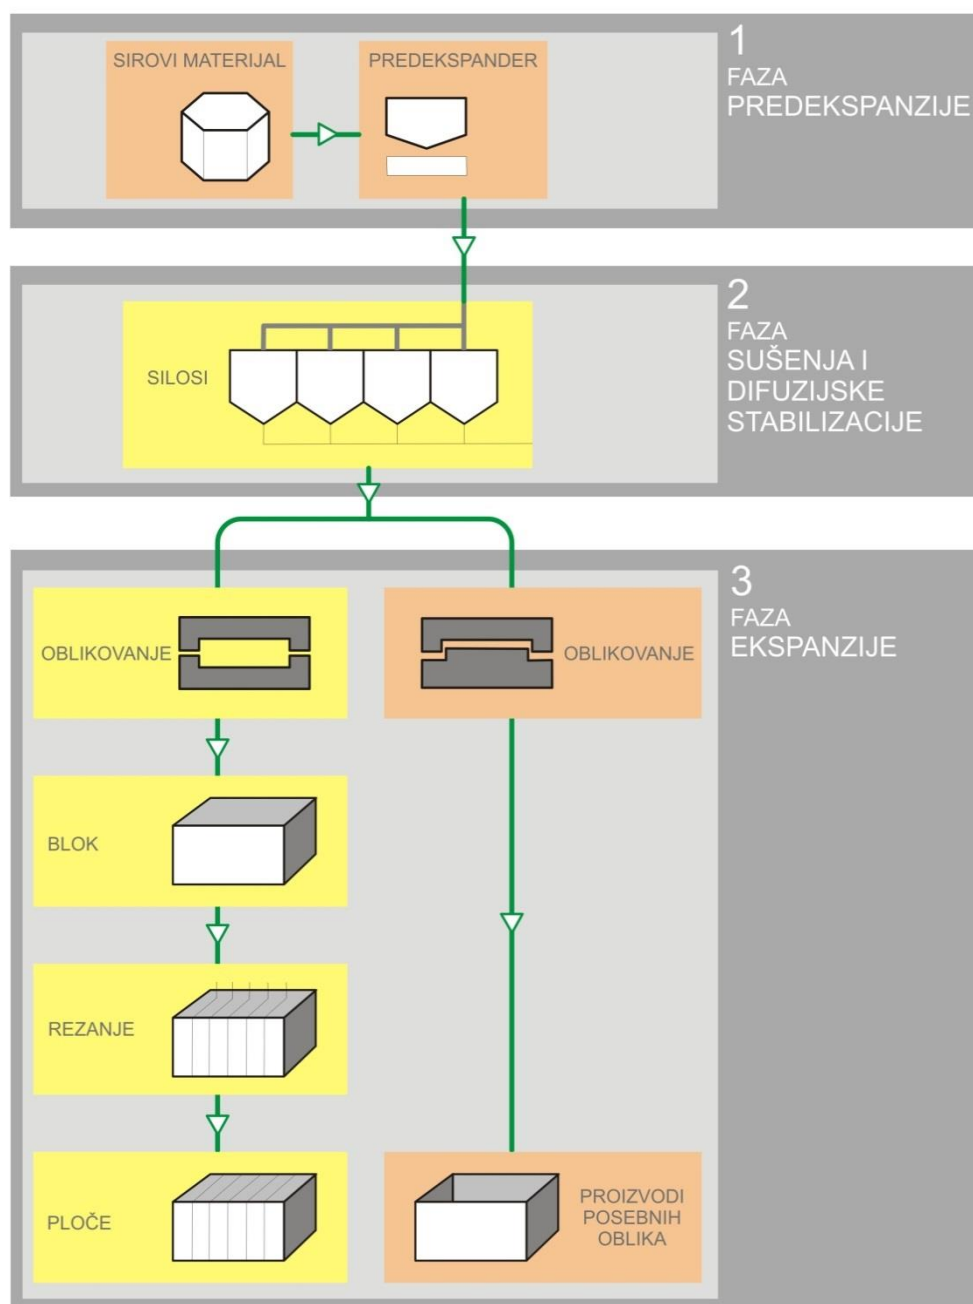 SIROVI MATERIJAL
PREDEKSPANDER
1
FAZA
PREDEKSPANZIJE
2
FAZA
SUŠENJA I
DIFUZIJSKE
STABILIZACIJE
SILOSI
3
FAZA
EKSPANZIJE
OBLIKOVANJE
OBLIKOVANJE
BLOK
REZANJE
PLOČE
PROIZVODI
POSEBNIH
OBLIKA